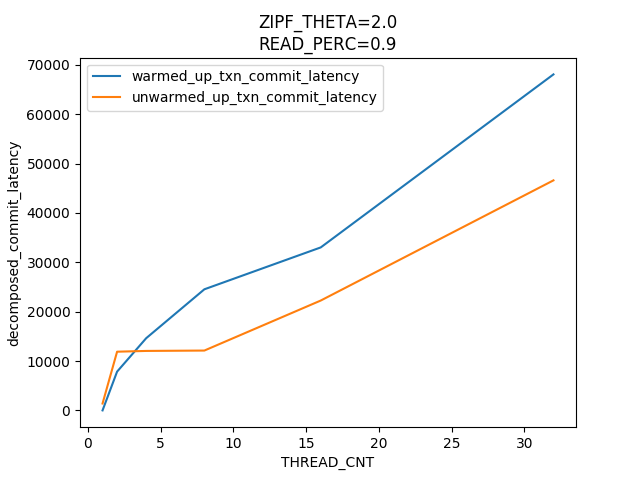 ZIPF_THETA=2.0
READ_PERC=0.9
warmed_up_txn_commit_latency
unwarmed_up_txn_commit_latency
decomposed_commit_latency
70000
60000
50000
40000
30000
20000
10000
0
0 5 10 15 20 25 30
THREAD_CNT